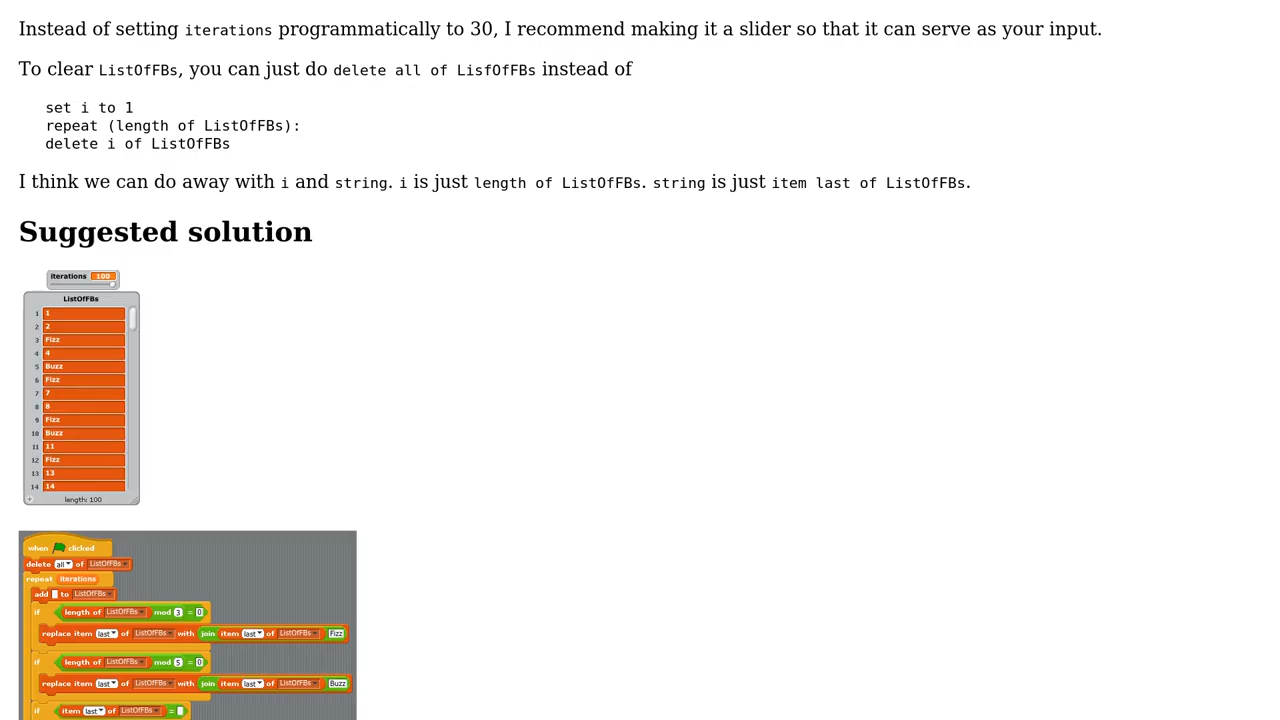 Instead of setting iterations programmatically to 30, I recommend making it a slider so that it can serve as your input.
To clear ListOfFBs, you can just do delete all of LisfOfFBs instead of
set i to 1
repeat (length of ListOfFBs):
delete i of ListOfFBs
I think we can do away with i and string. i is just length of ListOfFBs. string is just item last of ListOfFBs.
Suggested solution
iterations 100
ListOfFBs
1 1
2 2
3 Fizz
4 4
5 Buzz
6 Fizz
7 7
8 8
9 Fizz
10 Buzz
11 11
12 Fizz
13 13
14 14
+ length: 100
when clicked
delete all of ListOfFBs
repeat iterations
add to ListOfFBs
if length of ListOfFBs mod 3 = 0
replace item last of ListOfFBs with join item last of ListOfFBs Fizz
if length of ListOfFBs mod 5 = 0
replace item last of ListOfFBs with join item last of ListOfFBs Buzz
if item last of ListOfFBs =